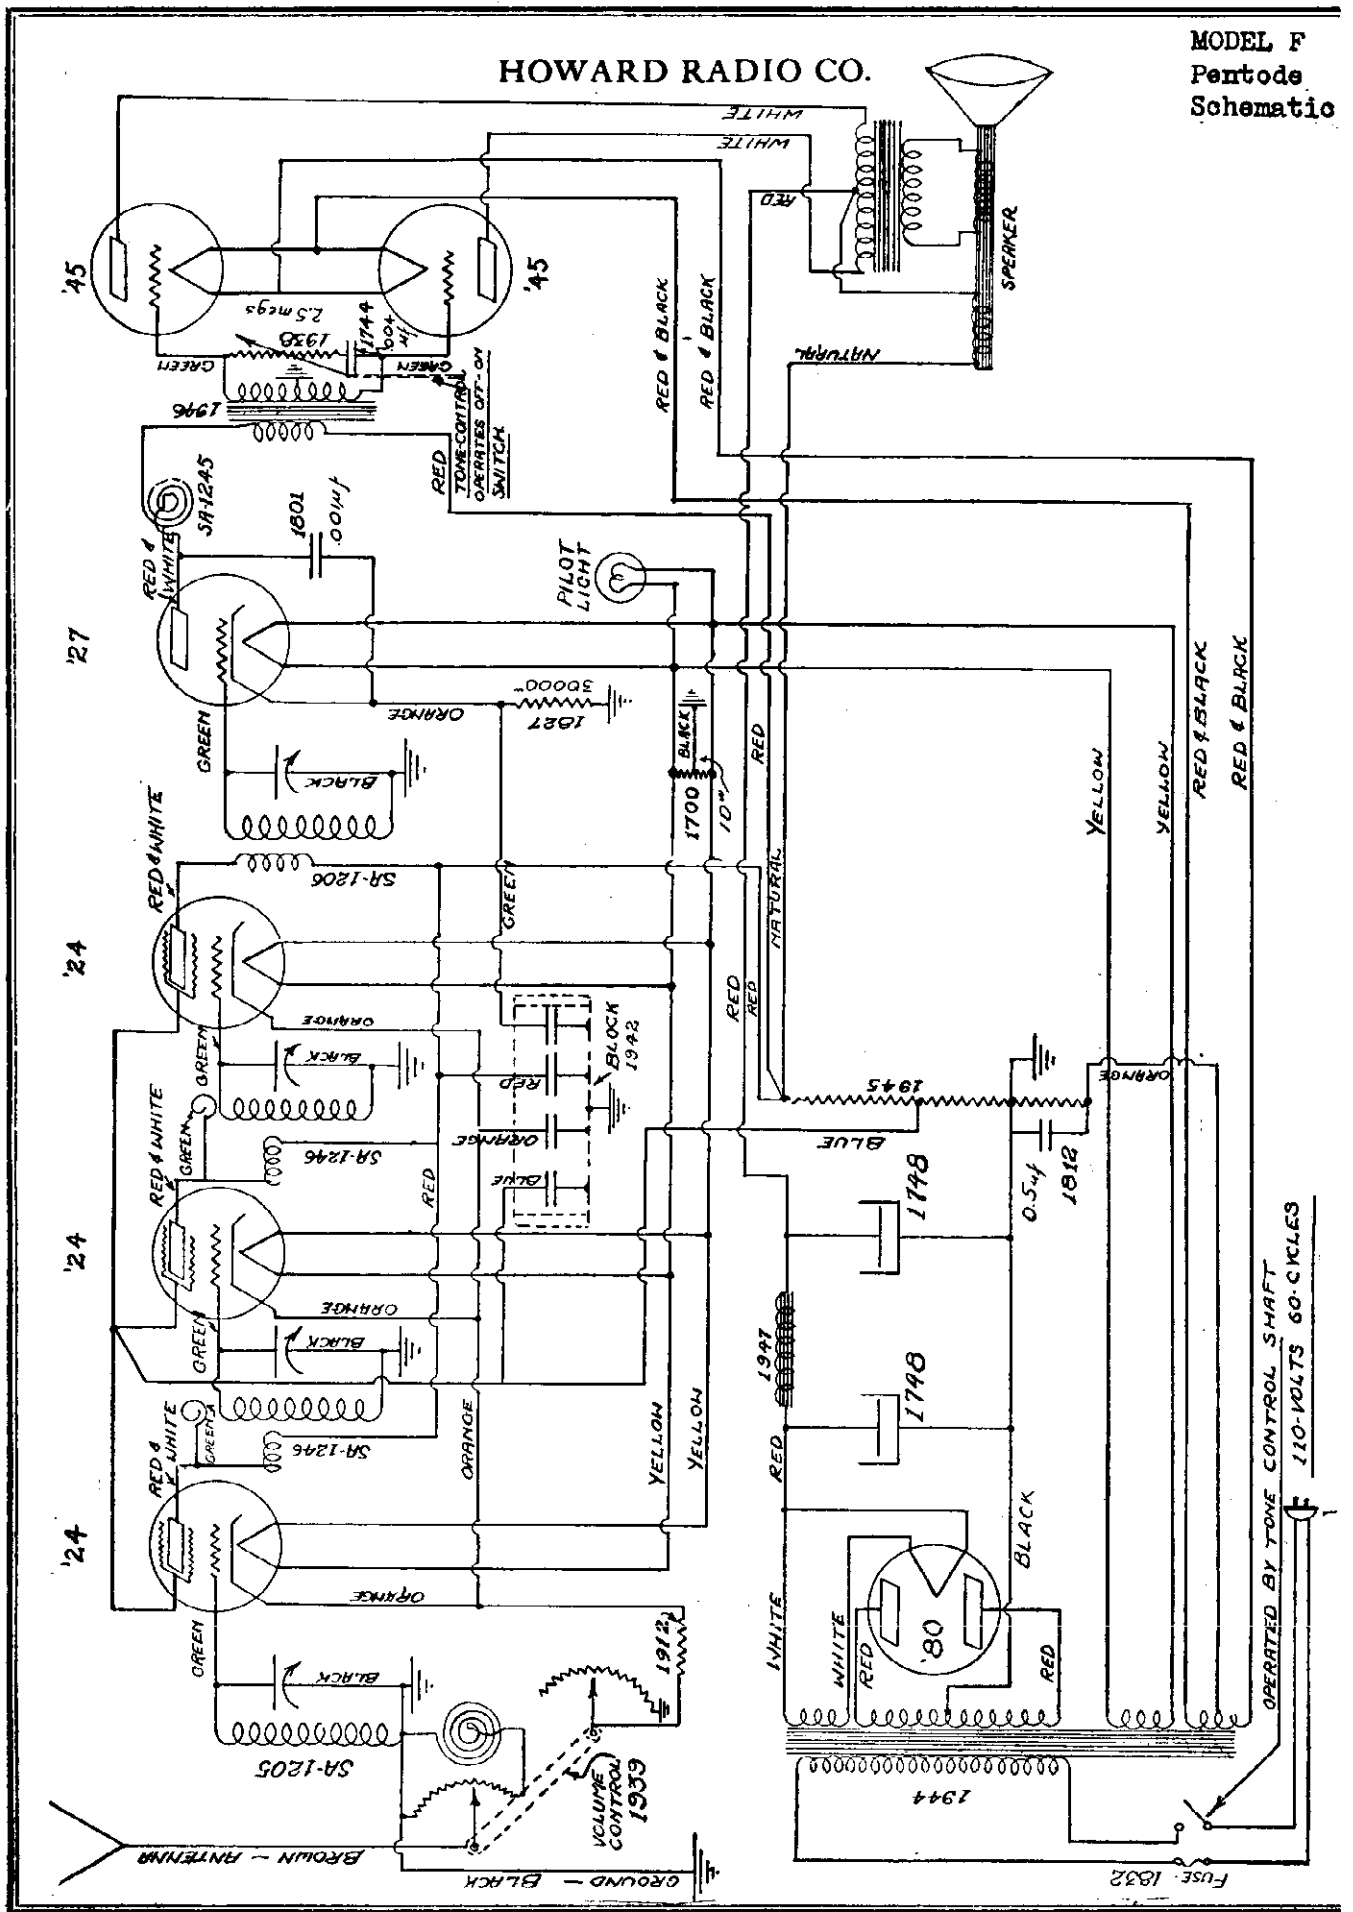 HOWARD RADIO CO.
MODEL F
Pentode
Schematic
WHITE
WHITE
RED
SPEAKER
'45
'45
2.5 megs
1938
1744
.004
µf
GREEN
GREEN
1946
TONE-CONTROL
OPERATES OFF-ON
SWITCH
RED
RED & BLACK
RED & BLACK
NATURAL
SA-1245
RED &
WHITE
1801
.001µf
PILOT
LIGHT
'27
GREEN
ORANGE
30000ω
1827
BLACK
BLACK
1700
10ω
RED
NATURAL
YELLOW
YELLOW
RED & BLACK
RED & BLACK
RED & WHITE
SA-1206
'24
GREEN
GREEN
ORANGE
BLACK
RED
RED
BLOCK
1942
RED
ORANGE
BLUE
1945
ORANGE
BLUE
RED & WHITE
GREEN
SA-1246
RED
'24
GREEN
ORANGE
BLACK
1748
0.5µf
1812
1947
1748
RED & WHITE
GREEN
SA-1246
ORANGE
YELLOW
YELLOW
RED
BLACK
'24
GREEN
ORANGE
BLACK
1912
WHITE
WHITE
RED
'80
RED
SA-1205
VOLUME
CONTROL
1939
1944
OPERATED BY TONE CONTROL SHAFT
110-VOLTS 60-CYCLES
BROWN - ANTENNA
GROUND - BLACK
FUSE-1832